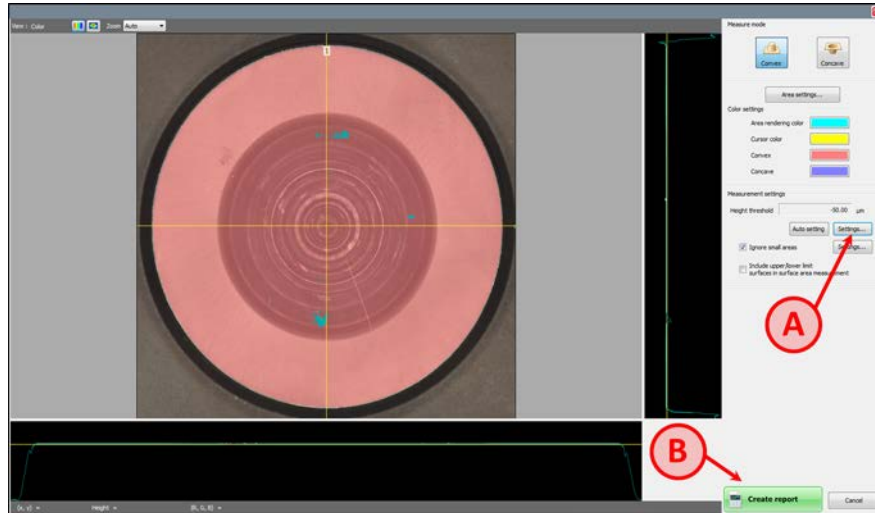 View : Color
Zoom Auto
1
Measure mode
Convex
Concave
Area settings...
Color settings
Area rendering color
Cursor color
Convex
Concave
Measurement settings
Height threshold -50.00 µm
Auto setting Settings...
Ignore small areas Settings...
Include upper/lower limit
surfaces in surface area measurement
A
B
Create report Cancel
(x, y) =
Height =
(R, G, B) =